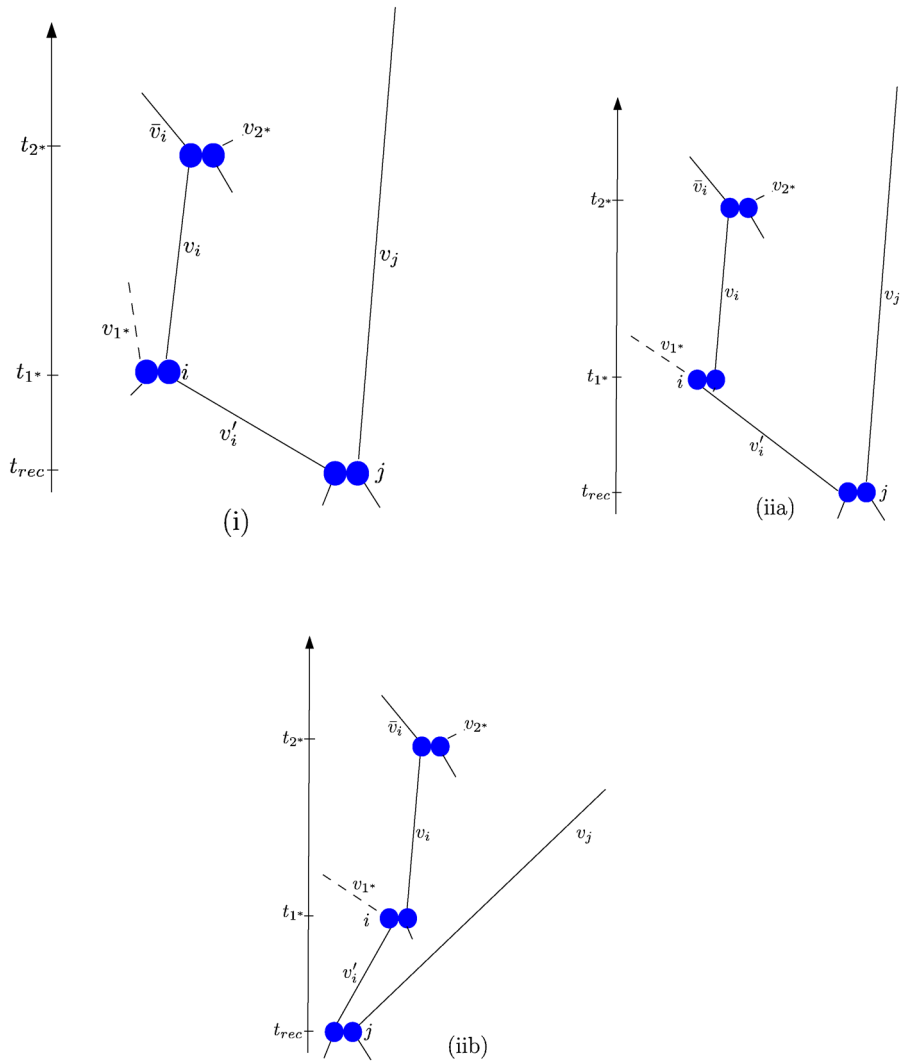 t_{2*} v̄_i v_{2*}
v_i v_j
v_{1*}
t_{1*} i
v′_i
t_{rec} j
(i)
t_{2*} v̄_i v_{2*}
v_i v_j
v_{1*}
t_{1*} i
v′_i
t_{rec} j
(iia)
t_{2*} v̄_i v_{2*}
v_i v_j
v_{1*}
t_{1*} i
v′_i
t_{rec} j
(iib)